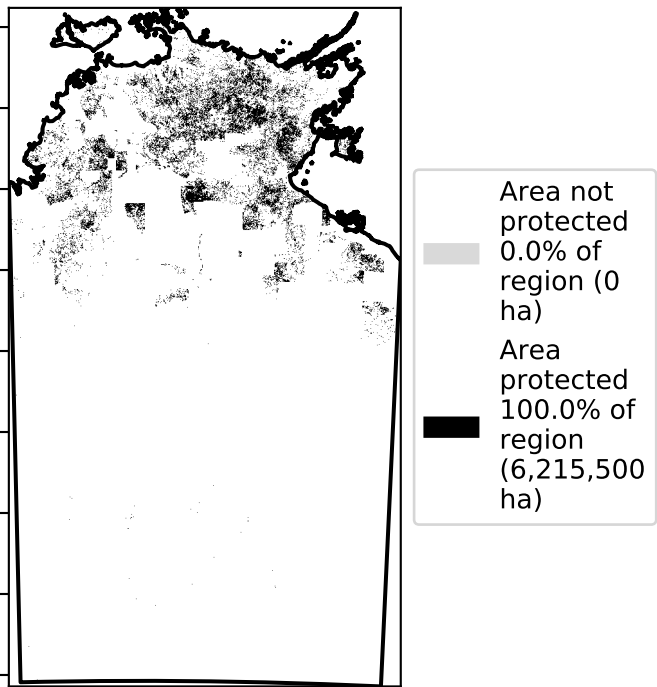 Area not
protected
0.0% of
region (0
ha)
Area
protected
100.0% of
region
(6,215,500
ha)